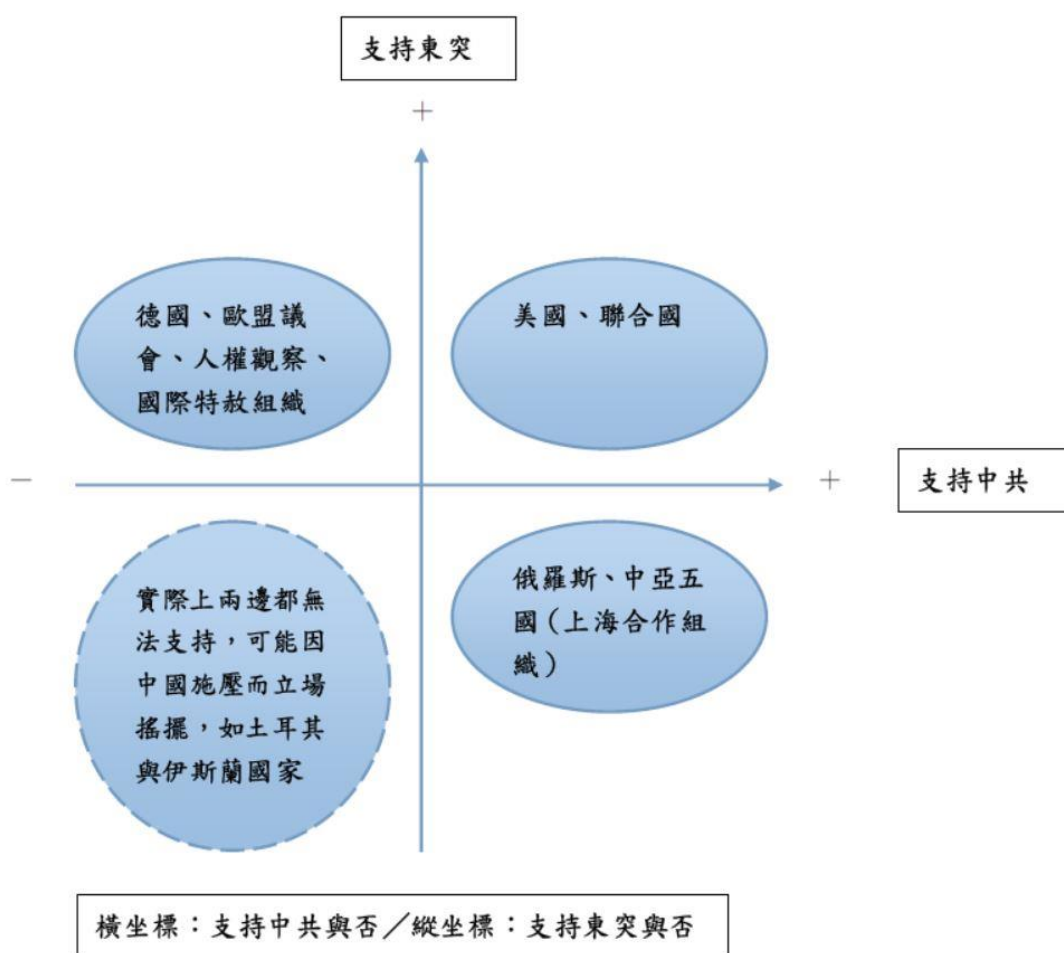 支持東突
+
德國、歐盟議
會、人權觀察、
國際特赦組織
美國、聯合國
−
+
支持中共
實際上兩邊都無
法支持，可能因
中國施壓而立場
搖擺，如土耳其
與伊斯蘭國家
俄羅斯、中亞五
國(上海合作組
織)
橫坐標：支持中共與否／縱坐標：支持東突與否